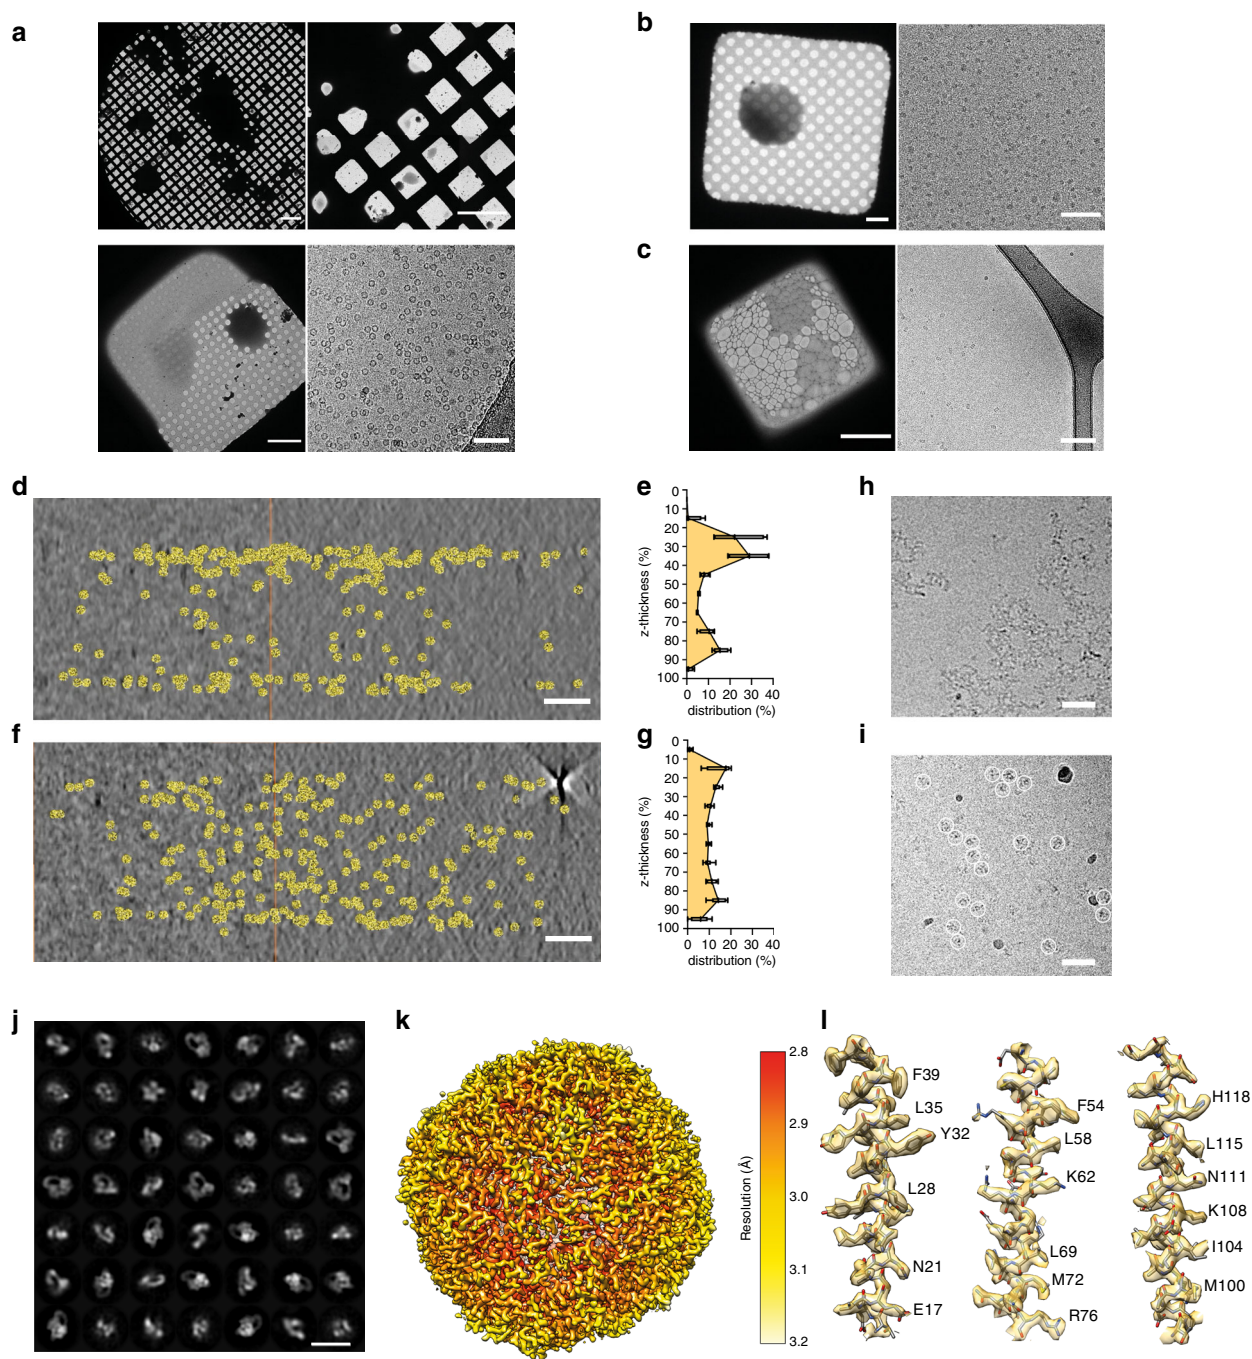 a
b
c
d
e
0
10
20
30
40
50
60
70
80
90
100
z-thickness (%)
0 10 20 30 40
distribution (%)
h
f
g
0
10
20
30
40
50
60
70
80
90
100
z-thickness (%)
0 10 20 30 40
distribution (%)
i
j
k
Resolution (Å)
2.8
2.9
3.0
3.1
3.2
l
F39
L35
Y32
L28
N21
E17
F54
L58
K62
L69
M72
R76
H118
L115
N111
K108
I104
M100